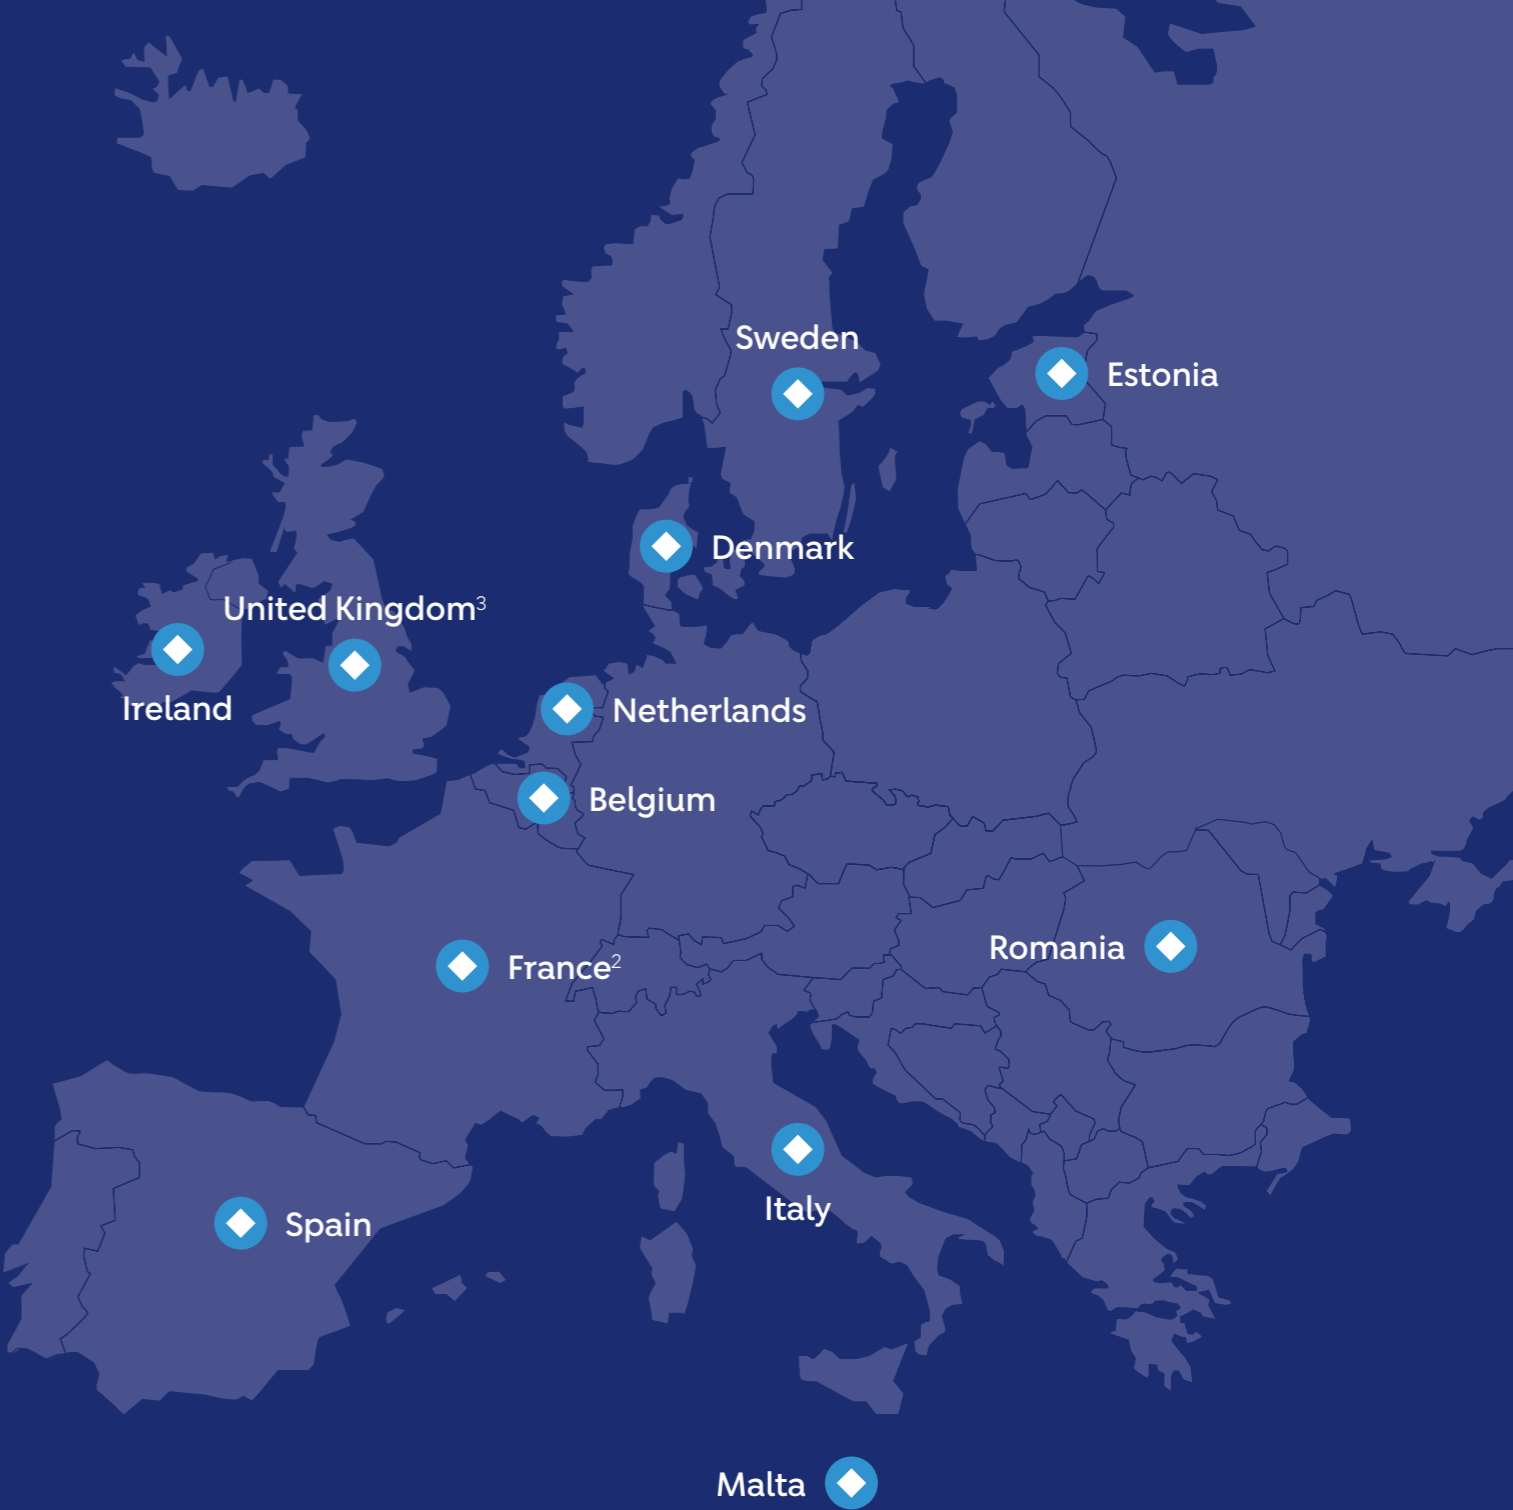 Sweden
Estonia
Denmark
United Kingdom³
Ireland
Netherlands
Belgium
Romania
France²
Italy
Spain
Malta